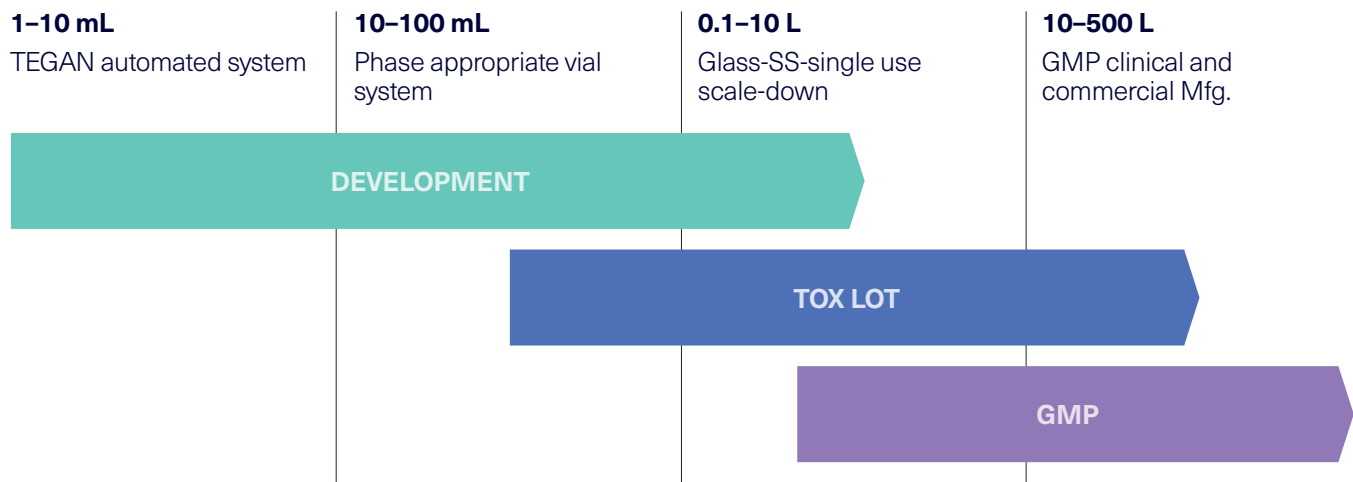 1–10 mL
TEGAN automated system
10–100 mL
Phase appropriate vial
system
0.1–10 L
Glass-SS-single use
scale-down
10–500 L
GMP clinical and
commercial Mfg.
DEVELOPMENT
TOX LOT
GMP